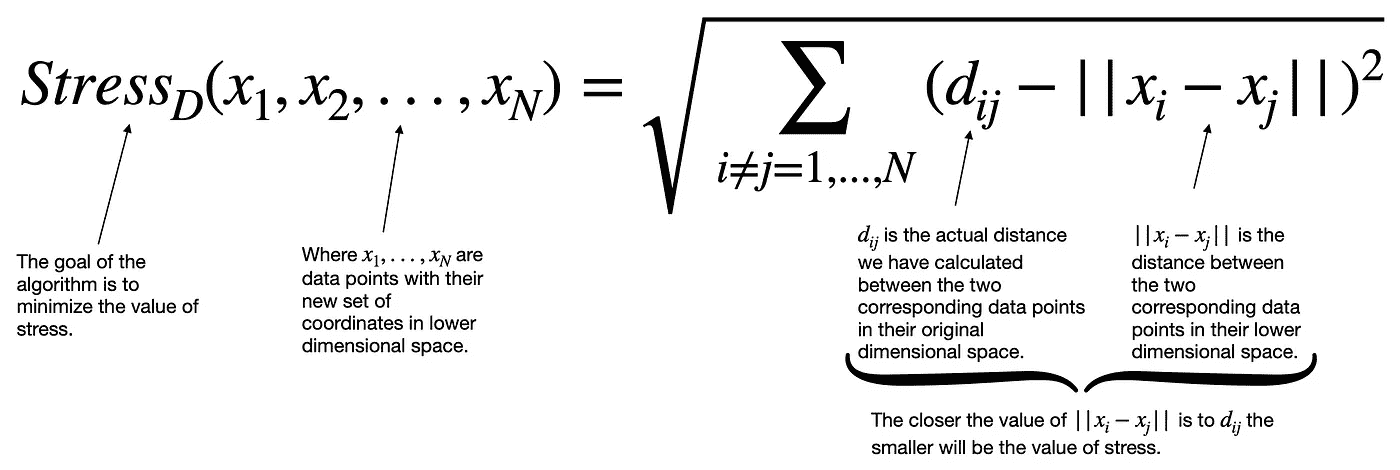 Stress_D(x_1, x_2, . . . , x_N) = √ ∑ (d_ij − ||x_i − x_j||)^2
i≠j=1,...,N
The goal of the
algorithm is to
minimize the value of
stress.
Where x_1, . . . , x_N are
data points with their
new set of
coordinates in lower
dimensional space.
d_ij is the actual distance
we have calculated
between the two
corresponding data points
in their original
dimensional space.
||x_i − x_j|| is the
distance between
the two
corresponding data
points in their lower
dimensional space.
The closer the value of ||x_i − x_j|| is to d_ij the
smaller will be the value of stress.